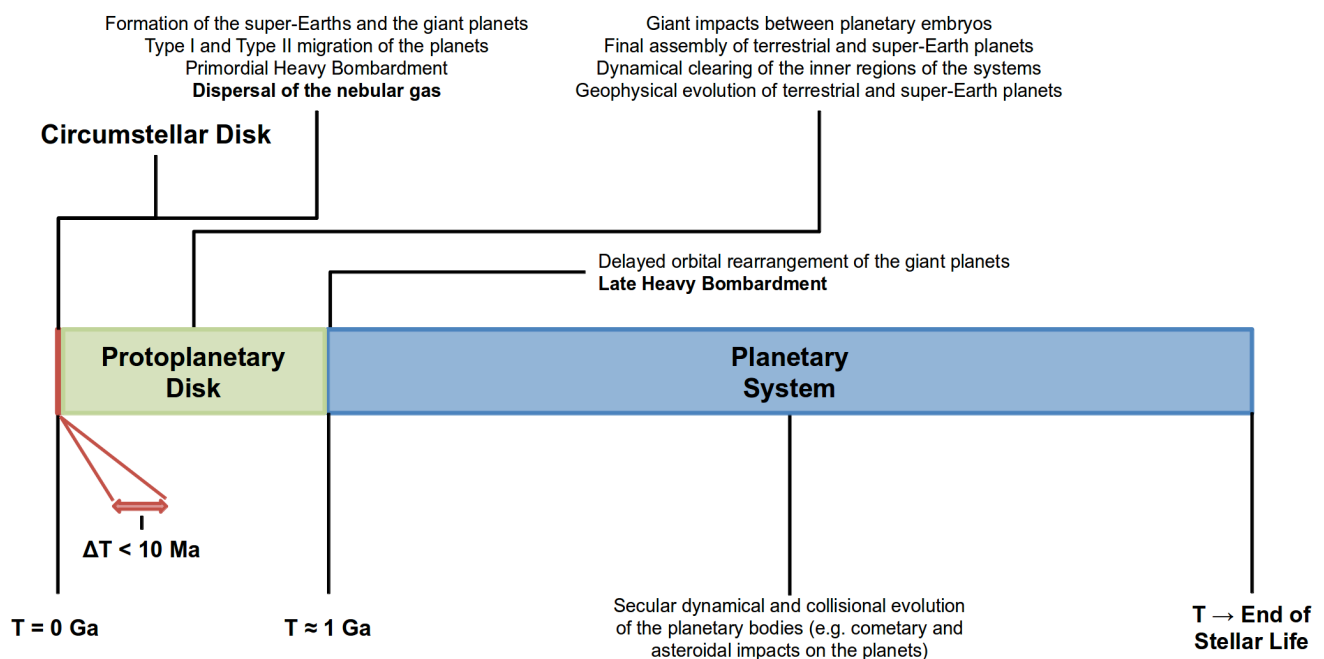 Formation of the super-Earths and the giant planets
Type I and Type II migration of the planets
Primordial Heavy Bombardment
Dispersal of the nebular gas
Giant impacts between planetary embryos
Final assembly of terrestrial and super-Earth planets
Dynamical clearing of the inner regions of the systems
Geophysical evolution of terrestrial and super-Earth planets
Circumstellar Disk
Delayed orbital rearrangement of the giant planets
Late Heavy Bombardment
Protoplanetary
Disk
Planetary
System
ΔT < 10 Ma
T = 0 Ga
T ≈ 1 Ga
Secular dynamical and collisional evolution
of the planetary bodies (e.g. cometary and
asteroidal impacts on the planets)
T → End of
Stellar Life